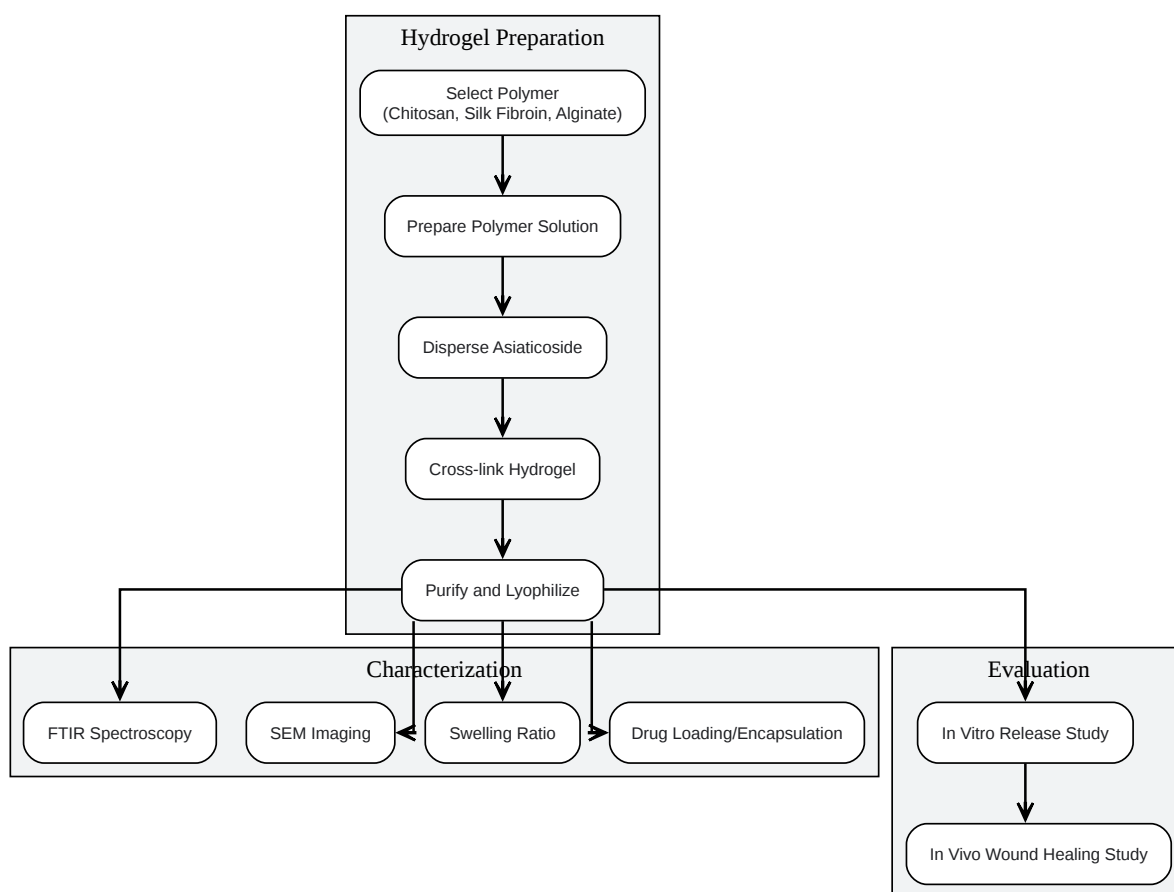 Hydrogel Preparation
Select Polymer
(Chitosan, Silk Fibroin, Alginate)
Prepare Polymer Solution
Disperse Asiaticoside
Cross-link Hydrogel
Purify and Lyophilize
Characterization
FTIR Spectroscopy
SEM Imaging
Swelling Ratio
Drug Loading/Encapsulation
Evaluation
In Vitro Release Study
In Vivo Wound Healing Study